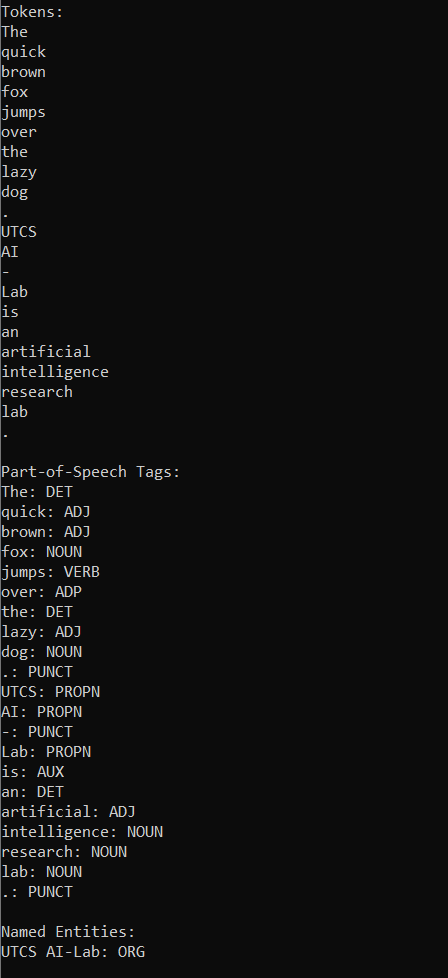 Tokens:
The
quick
brown
fox
jumps
over
the
lazy
dog
.
UTCS
AI
-
Lab
is
an
artificial
intelligence
research
lab
.

Part-of-Speech Tags:
The: DET
quick: ADJ
brown: ADJ
fox: NOUN
jumps: VERB
over: ADP
the: DET
lazy: ADJ
dog: NOUN
.: PUNCT
UTCS: PROPN
AI: PROPN
-: PUNCT
Lab: PROPN
is: AUX
an: DET
artificial: ADJ
intelligence: NOUN
research: NOUN
lab: NOUN
.: PUNCT

Named Entities:
UTCS AI-Lab: ORG